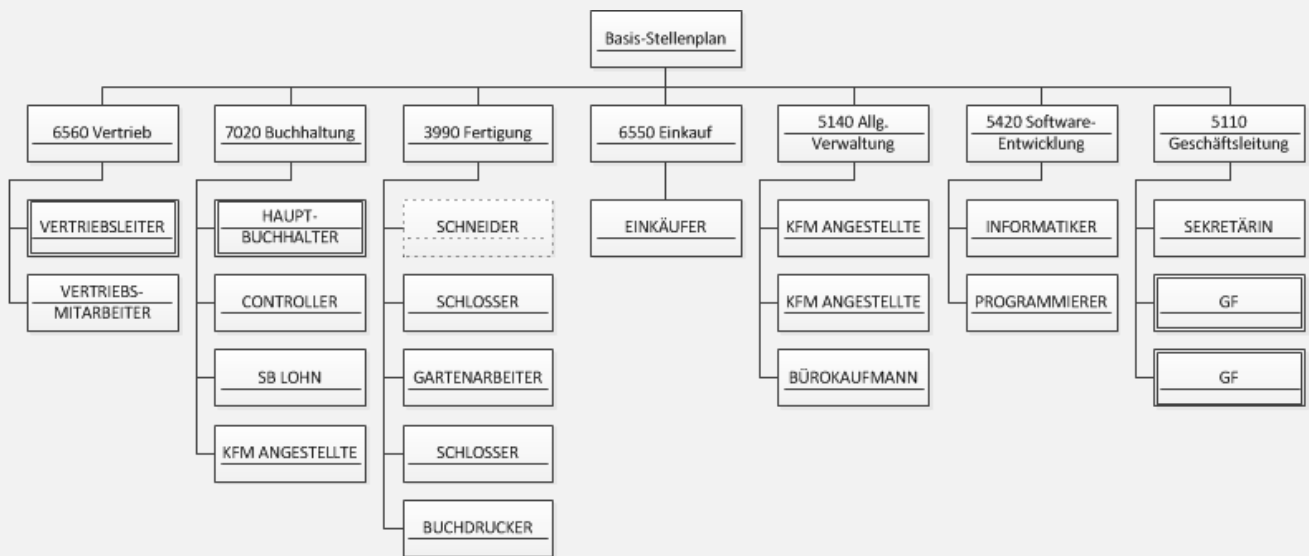 Basis-Stellenplan
6560 Vertrieb
7020 Buchhaltung
3990 Fertigung
6550 Einkauf
5140 Allg.
Verwaltung
5420 Software-
Entwicklung
5110
Geschäftsleitung
VERTRIEBSLEITER
HAUPT-
BUCHHALTER
SCHNEIDER
EINKÄUFER
KFM ANGESTELLTE
INFORMATIKER
SEKRETÄRIN
VERTRIEBS-
MITARBEITER
CONTROLLER
SCHLOSSER
KFM ANGESTELLTE
PROGRAMMIERER
GF
SB LOHN
GARTENARBEITER
BÜROKAUFMANN
GF
KFM ANGESTELLTE
SCHLOSSER
BUCHDRUCKER